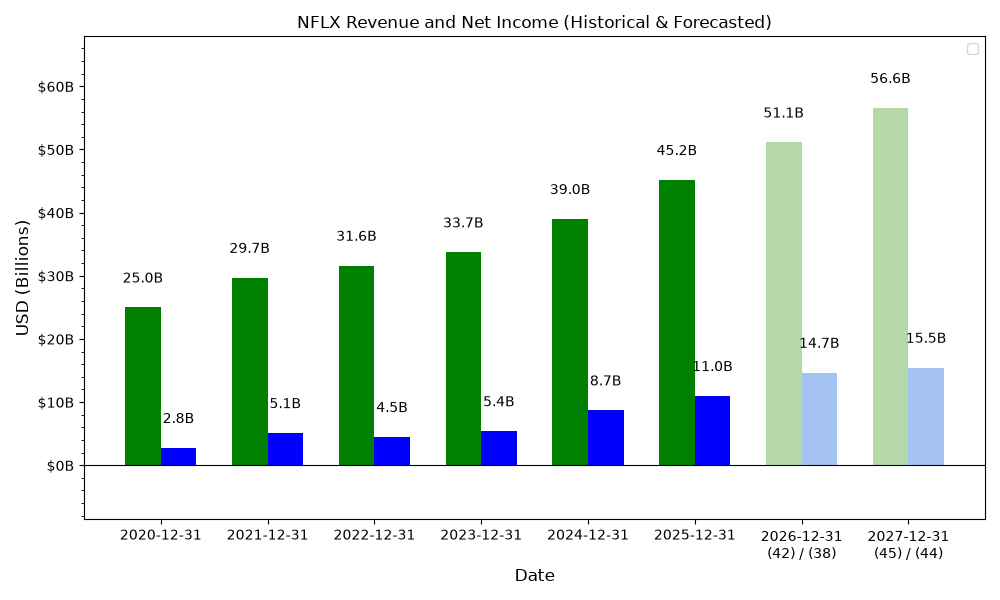 NFLX Revenue and Net Income (Historical & Forecasted)
USD (Billions)
$60B
$50B
$40B
$30B
$20B
$10B
$0B
25.0B
2.8B
29.7B
5.1B
31.6B
4.5B
33.7B
5.4B
39.0B
8.7B
45.2B
11.0B
51.1B
14.7B
56.6B
15.5B
2020-12-31
2021-12-31
2022-12-31
2023-12-31
2024-12-31
2025-12-31
2026-12-31
(42) / (38)
2027-12-31
(45) / (44)
Date